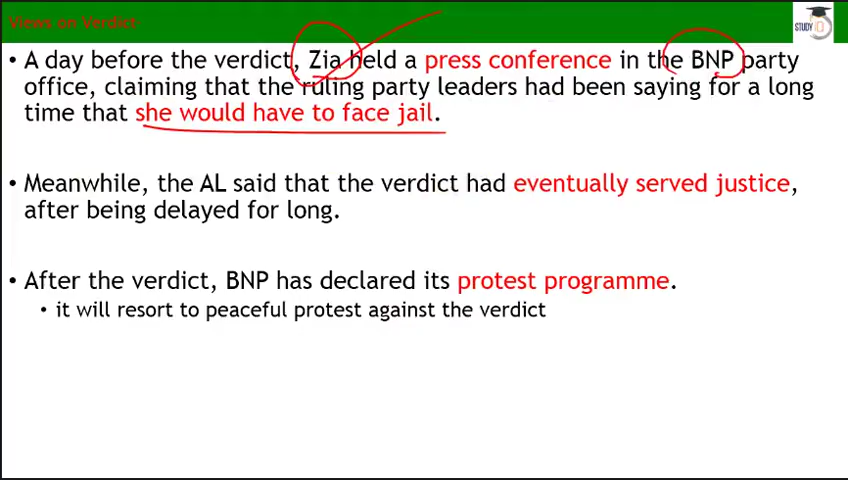 Views on Verdict
STUDY iQ
• A day before the verdict, Zia held a press conference in the BNP party
office, claiming that the ruling party leaders had been saying for a long
time that she would have to face jail.
• Meanwhile, the AL said that the verdict had eventually served justice,
after being delayed for long.
• After the verdict, BNP has declared its protest programme.
• it will resort to peaceful protest against the verdict